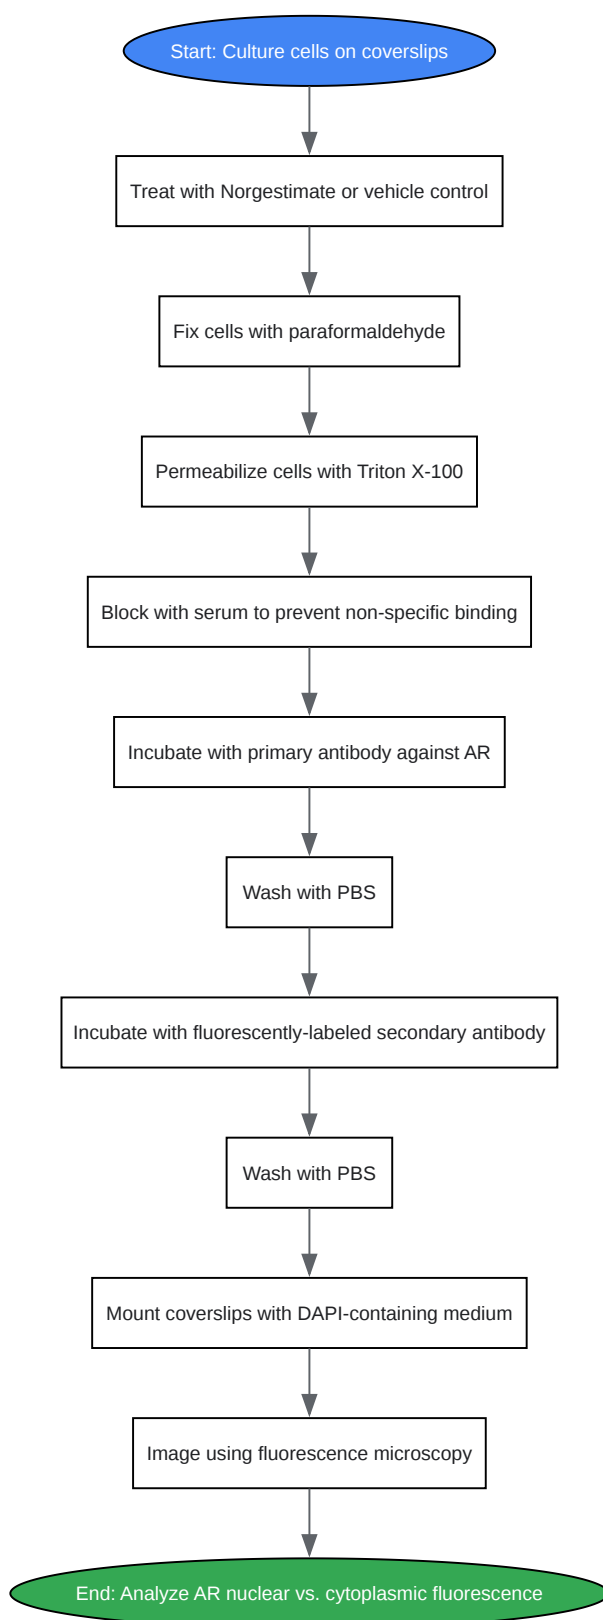 Start: Culture cells on coverslips
Treat with Norgestimate or vehicle control
Fix cells with paraformaldehyde
Permeabilize cells with Triton X-100
Block with serum to prevent non-specific binding
Incubate with primary antibody against AR
Wash with PBS
Incubate with fluorescently-labeled secondary antibody
Wash with PBS
Mount coverslips with DAPI-containing medium
Image using fluorescence microscopy
End: Analyze AR nuclear vs. cytoplasmic fluorescence